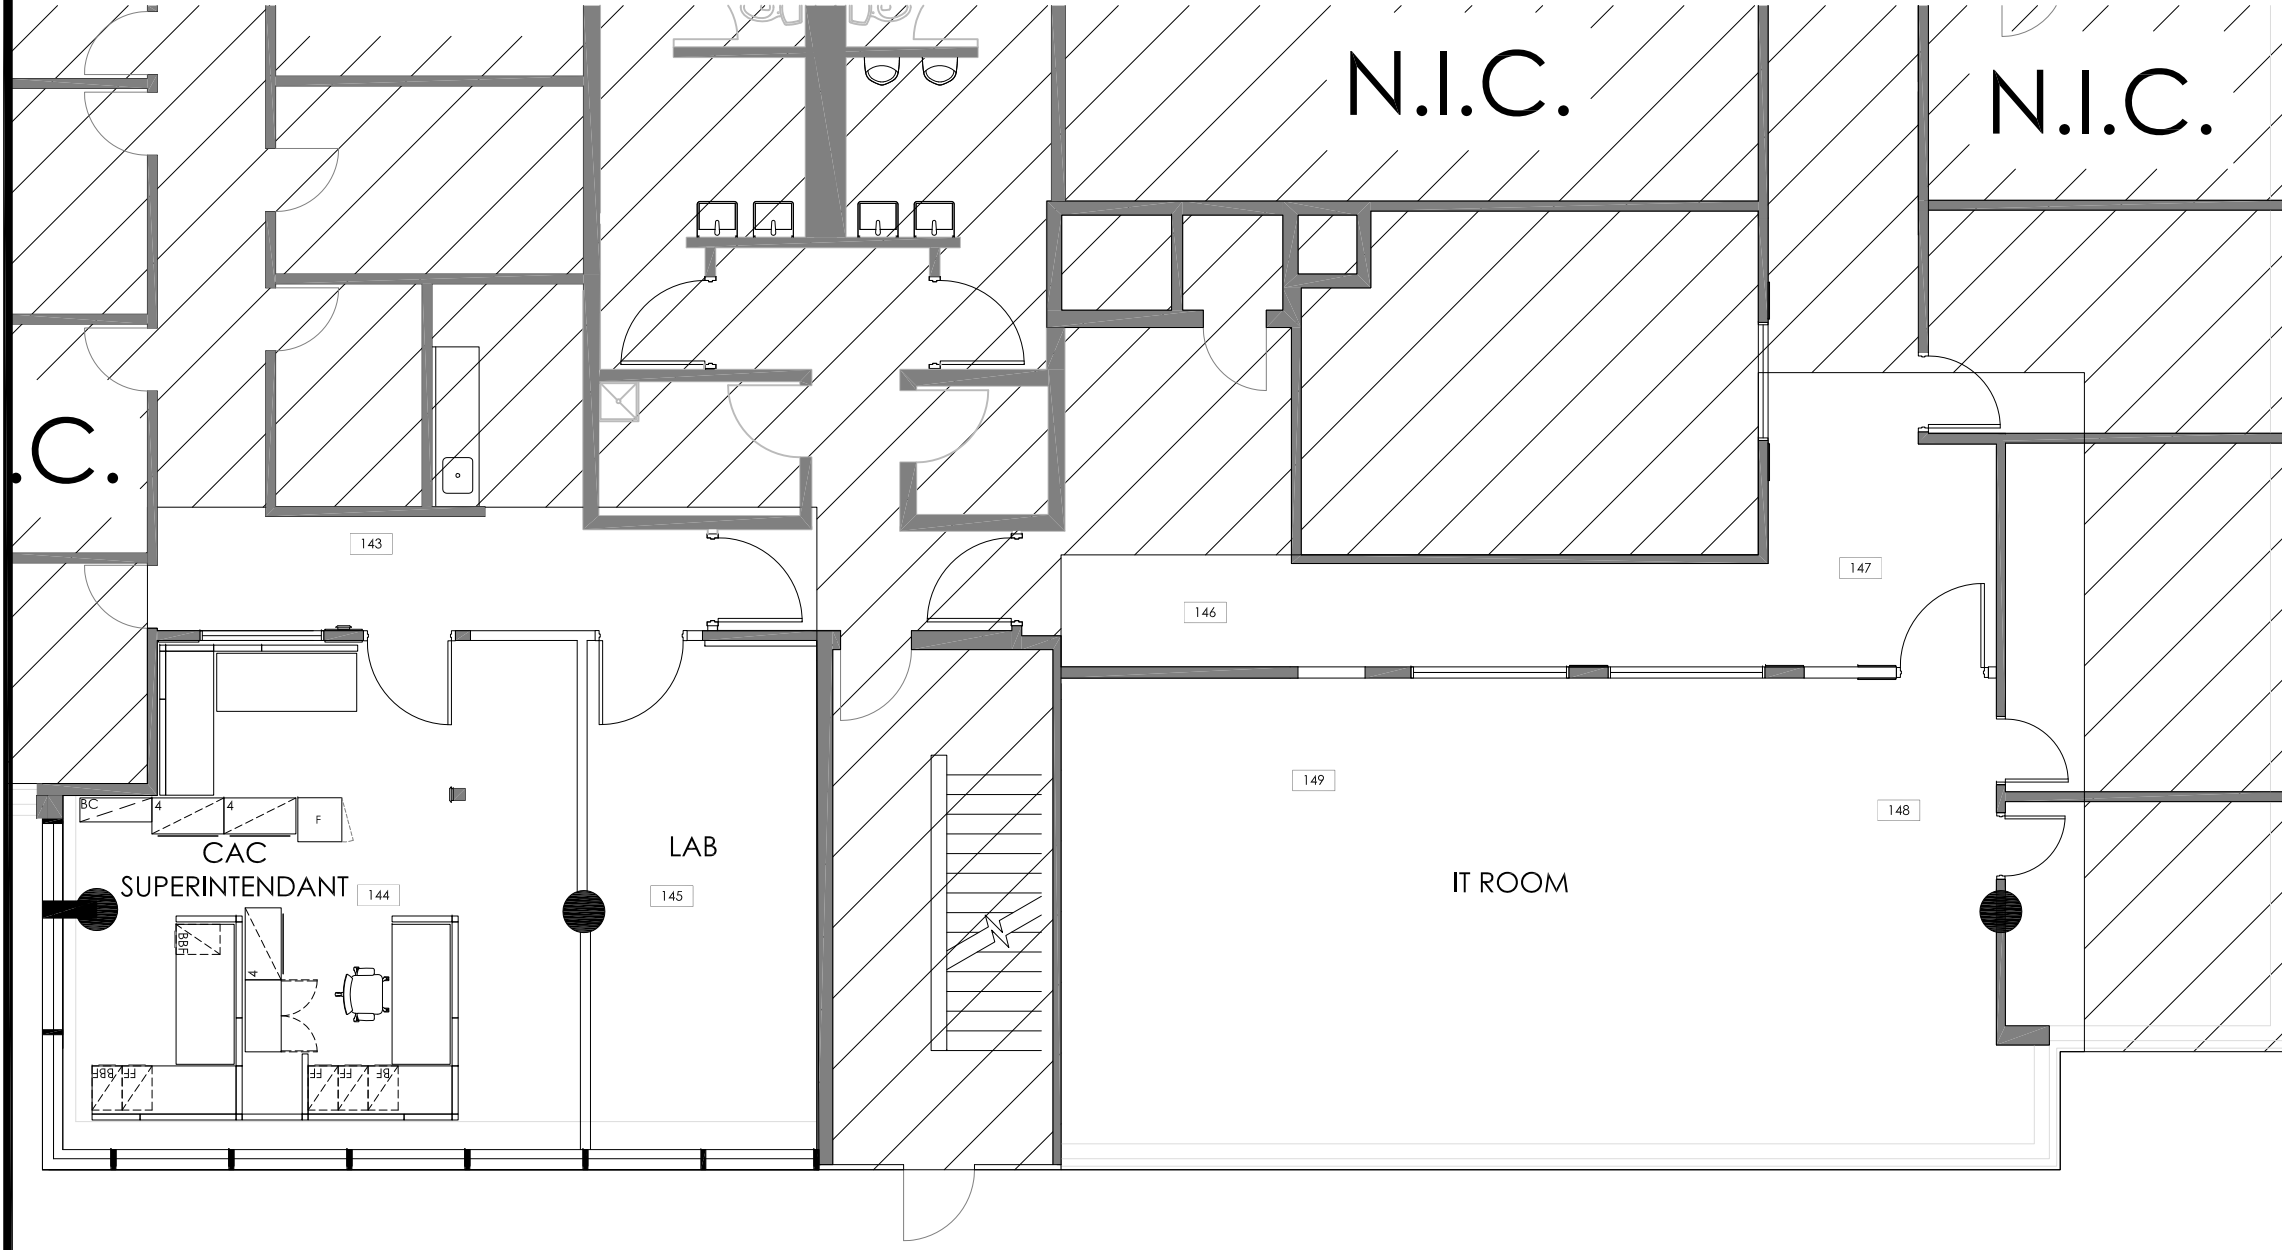 N.I.C.
N.I.C.
.C.
143
147
146
149
148
BC
4
4
F
CAC
SUPERINTENDANT
144
LAB
145
IT ROOM
BBF
4
BBF
FF
FF
FF
BF